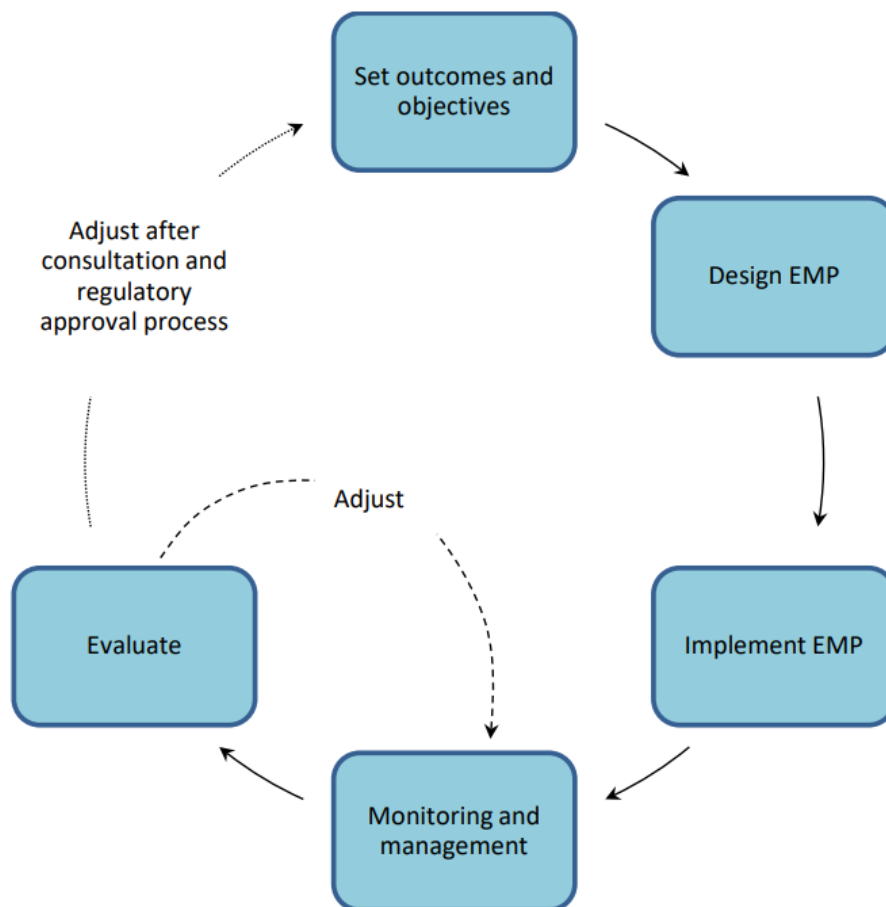 Set outcomes and
objectives
Design EMP
Implement EMP
Monitoring and
management
Evaluate
Adjust
Adjust after
consultation and
regulatory
approval process